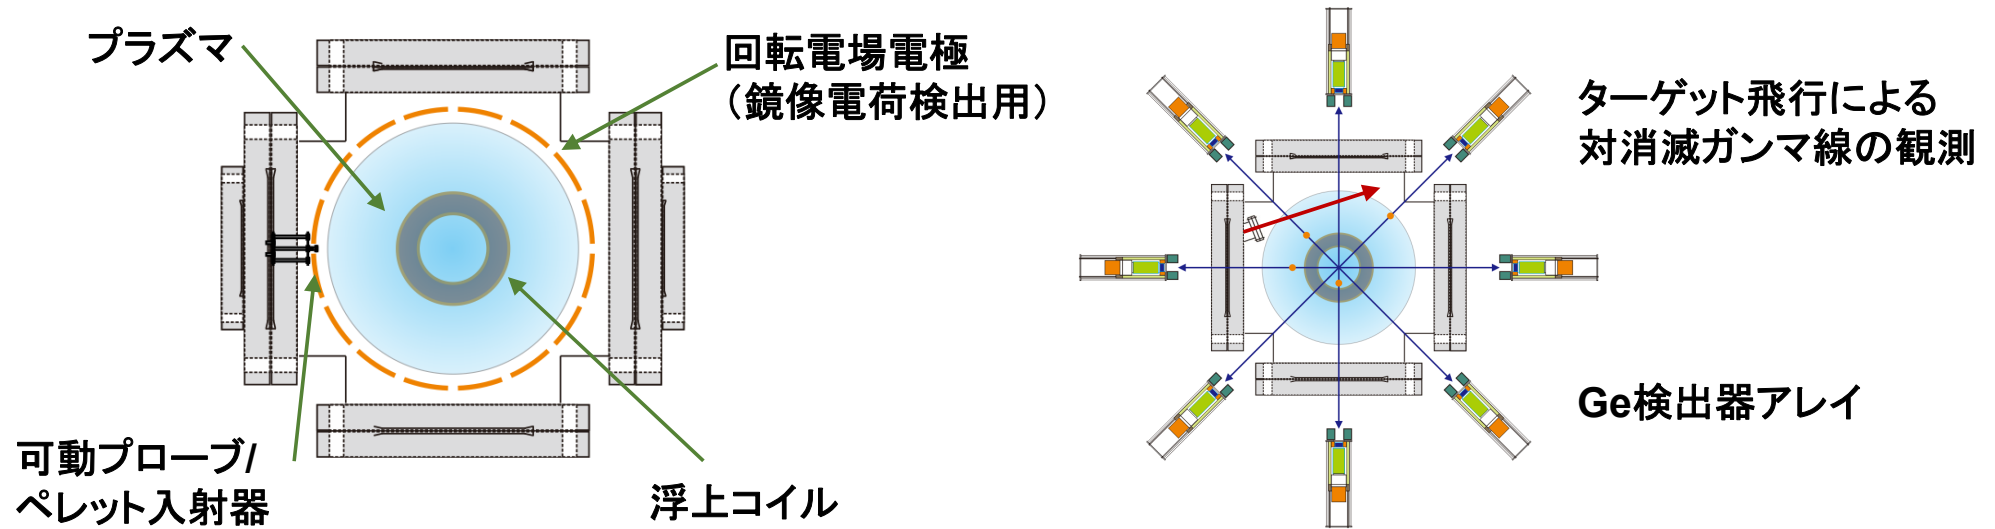 プラズマ
回転電場電極
（鏡像電荷検出用）
可動プローブ/
ペレット入射器
浮上コイル
ターゲット飛行による
対消滅ガンマ線の観測
Ge検出器アレイ